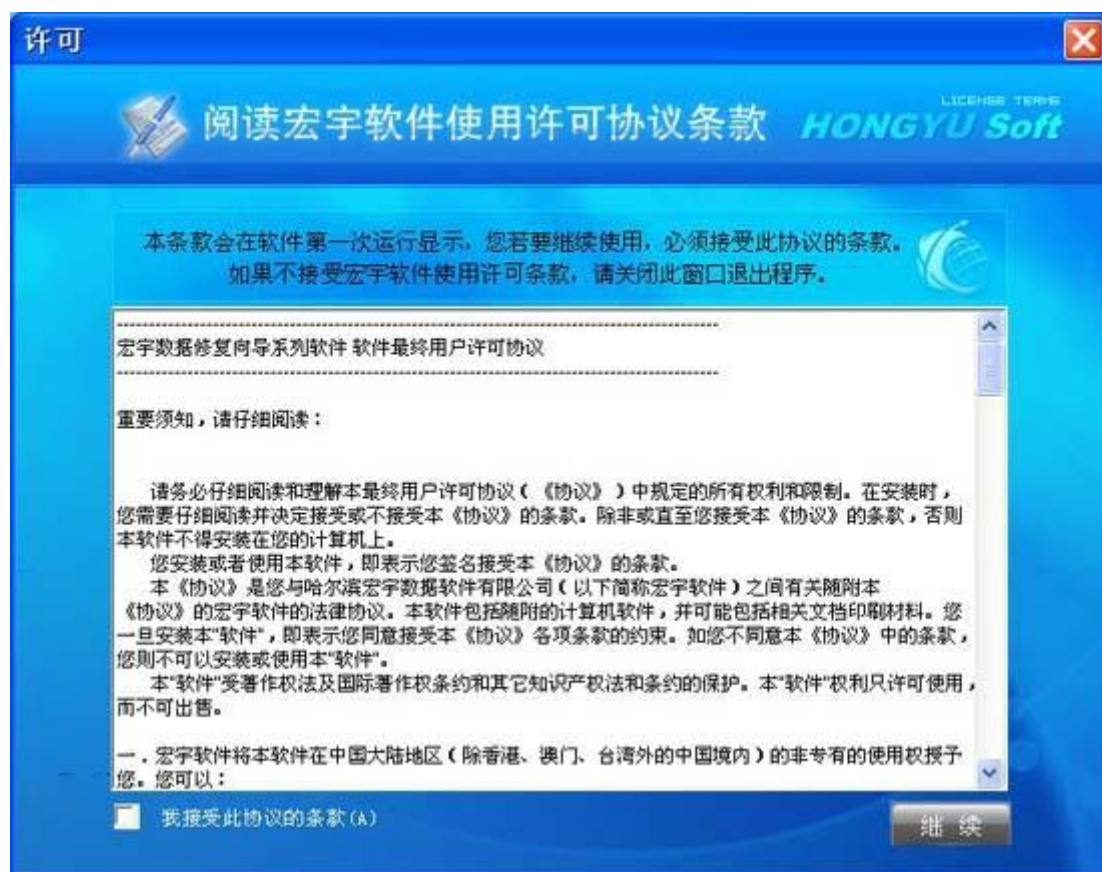 许可
LICENSE TERMS
阅读宏宇软件使用许可协议条款 HONGYU Soft
本条款会在软件第一次运行显示，您若要继续使用，必须接受此协议的条款。
如果不接受宏宇软件使用许可条款，请关闭此窗口退出程序。
--------------------------------------------------------------------------------
宏宇数据修复向导系列软件 软件最终用户许可协议
--------------------------------------------------------------------------------
重要须知，请仔细阅读：
请务必仔细阅读和理解本最终用户许可协议（《协议》）中规定的所有权利和限制。在安装时，
您需要仔细阅读并决定接受或不接受本《协议》的条款。除非或直至您接受本《协议》的条款，否则
本软件不得安装在您的计算机上。
您安装或者使用本软件，即表示您签名接受本《协议》的条款。
本《协议》是您与哈尔滨宏宇数据软件有限公司（以下简称宏宇软件）之间有关随附本
《协议》的宏宇软件的法律协议。本软件包括随附的计算机软件，并可能包括相关文档印刷材料。您
一旦安装本"软件"，即表示您同意接受本《协议》各项条款的约束。如您不同意本《协议》中的条款，
您则不可以安装或使用本"软件"。
本"软件"受著作权法及国际著作权条约和其它知识产权法和条约的保护。本"软件"权利只许可使用，
而不可出售。
一．宏宇软件将本软件在中国大陆地区（除香港、澳门、台湾外的中国境内）的非专有的使用权授予
您。您可以：
我接受此协议的条款(A)
继 续